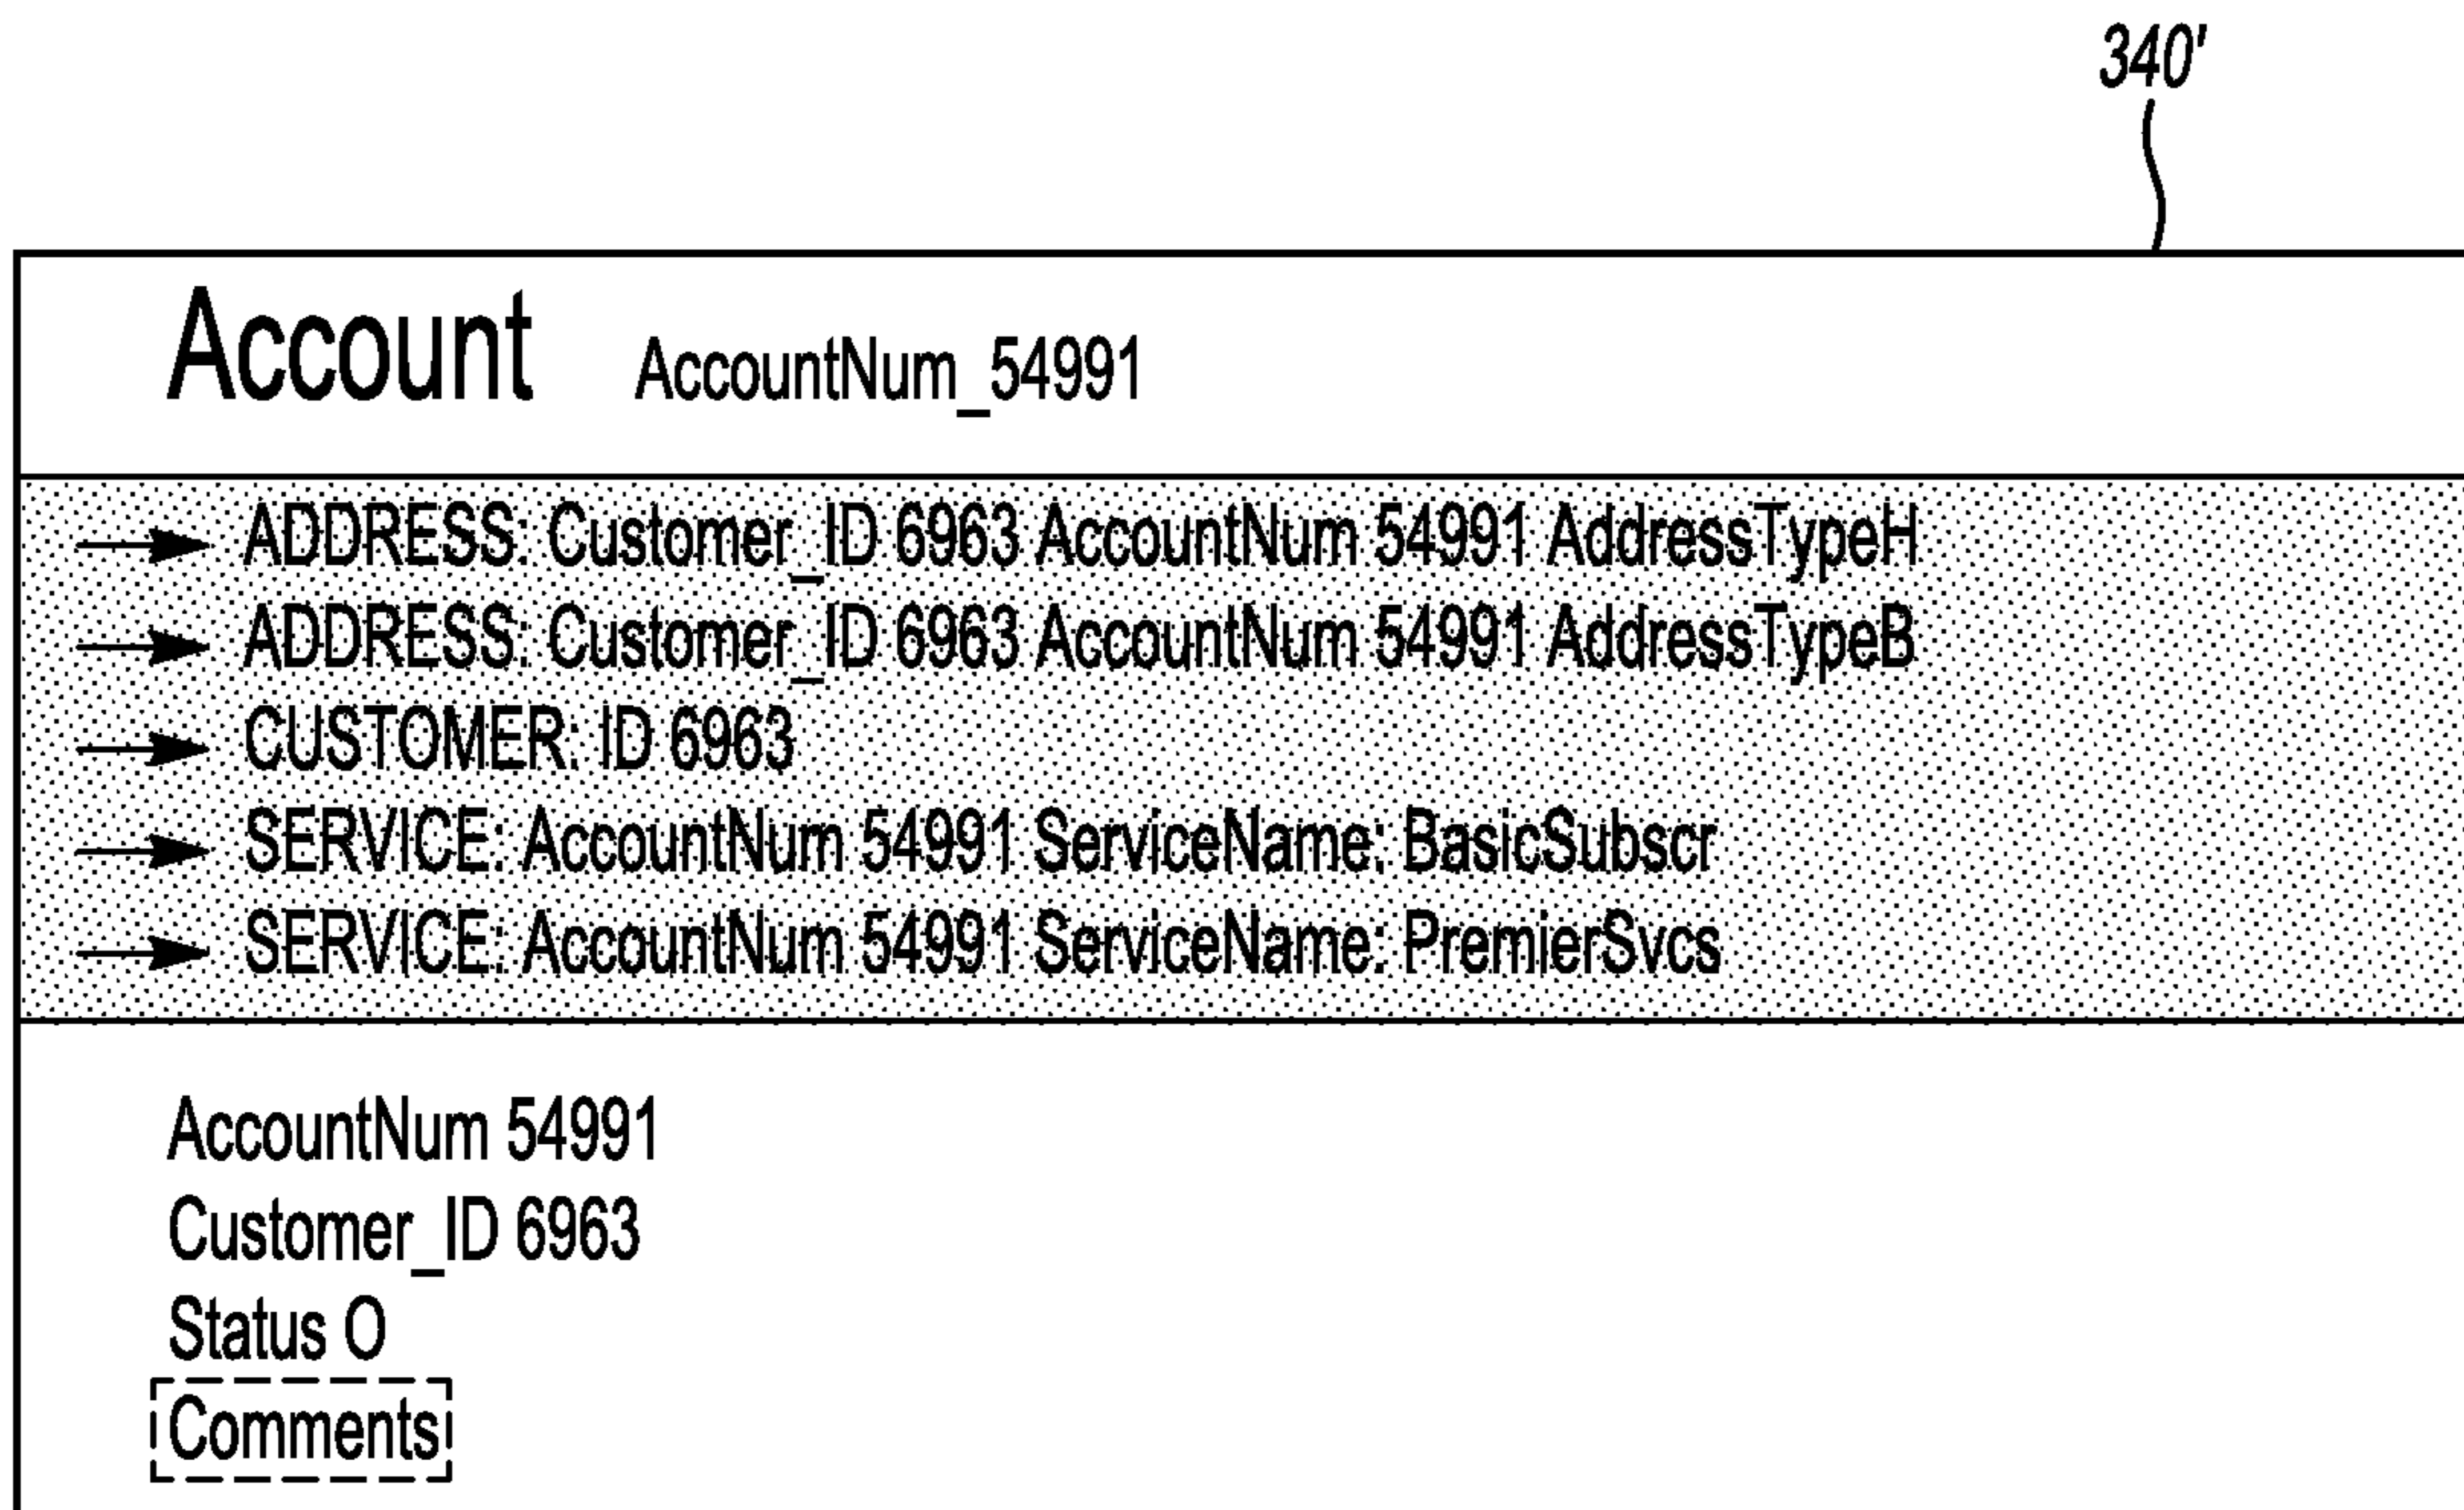 340'
Account AccountNum_54991
ADDRESS: Customer_ID 6963 AccountNum 54991 AddressTypeH
ADDRESS: Customer_ID 6963 AccountNum 54991 AddressTypeB
CUSTOMER: ID 6963
SERVICE: AccountNum 54991 ServiceName: BasicSubscr
SERVICE: AccountNum 54991 ServiceName: PremierSvcs
AccountNum 54991
Customer_ID 6963
Status O
Comments